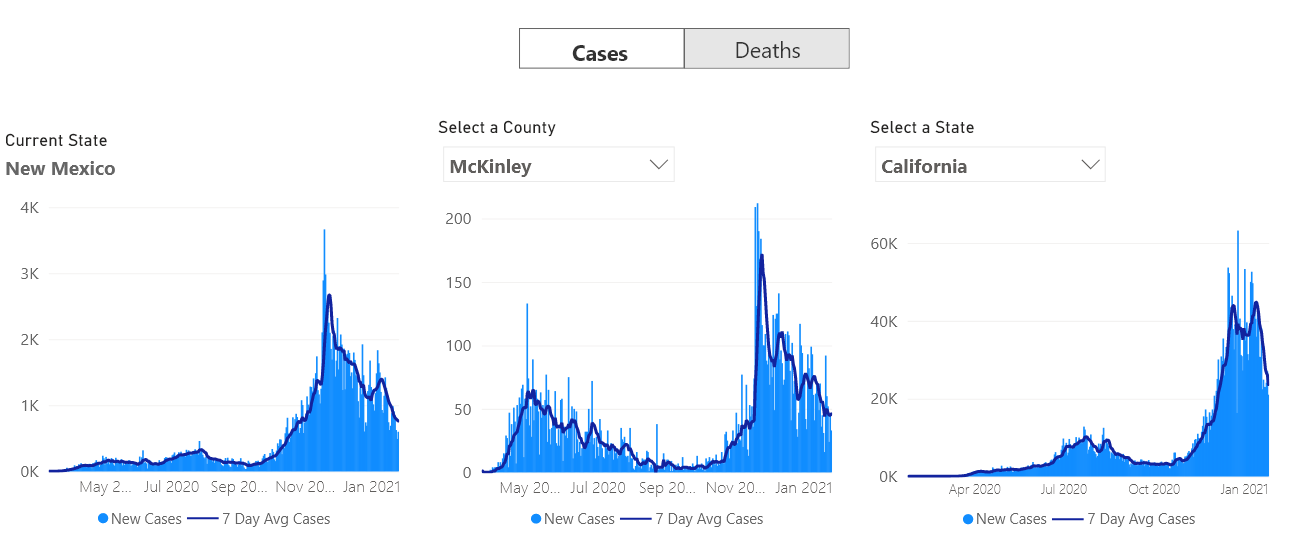 Cases Deaths
Current State
New Mexico
4K
3K
2K
1K
0K
May 2... Jul 2020 Sep 20... Nov 20... Jan 2021
New Cases 7 Day Avg Cases
Select a County
McKinley
200
150
100
50
0
May 20... Jul 2020 Sep 20... Nov 20... Jan 2021
New Cases 7 Day Avg Cases
Select a State
California
60K
40K
20K
0K
Apr 2020 Jul 2020 Oct 2020 Jan 2021
New Cases 7 Day Avg Cases